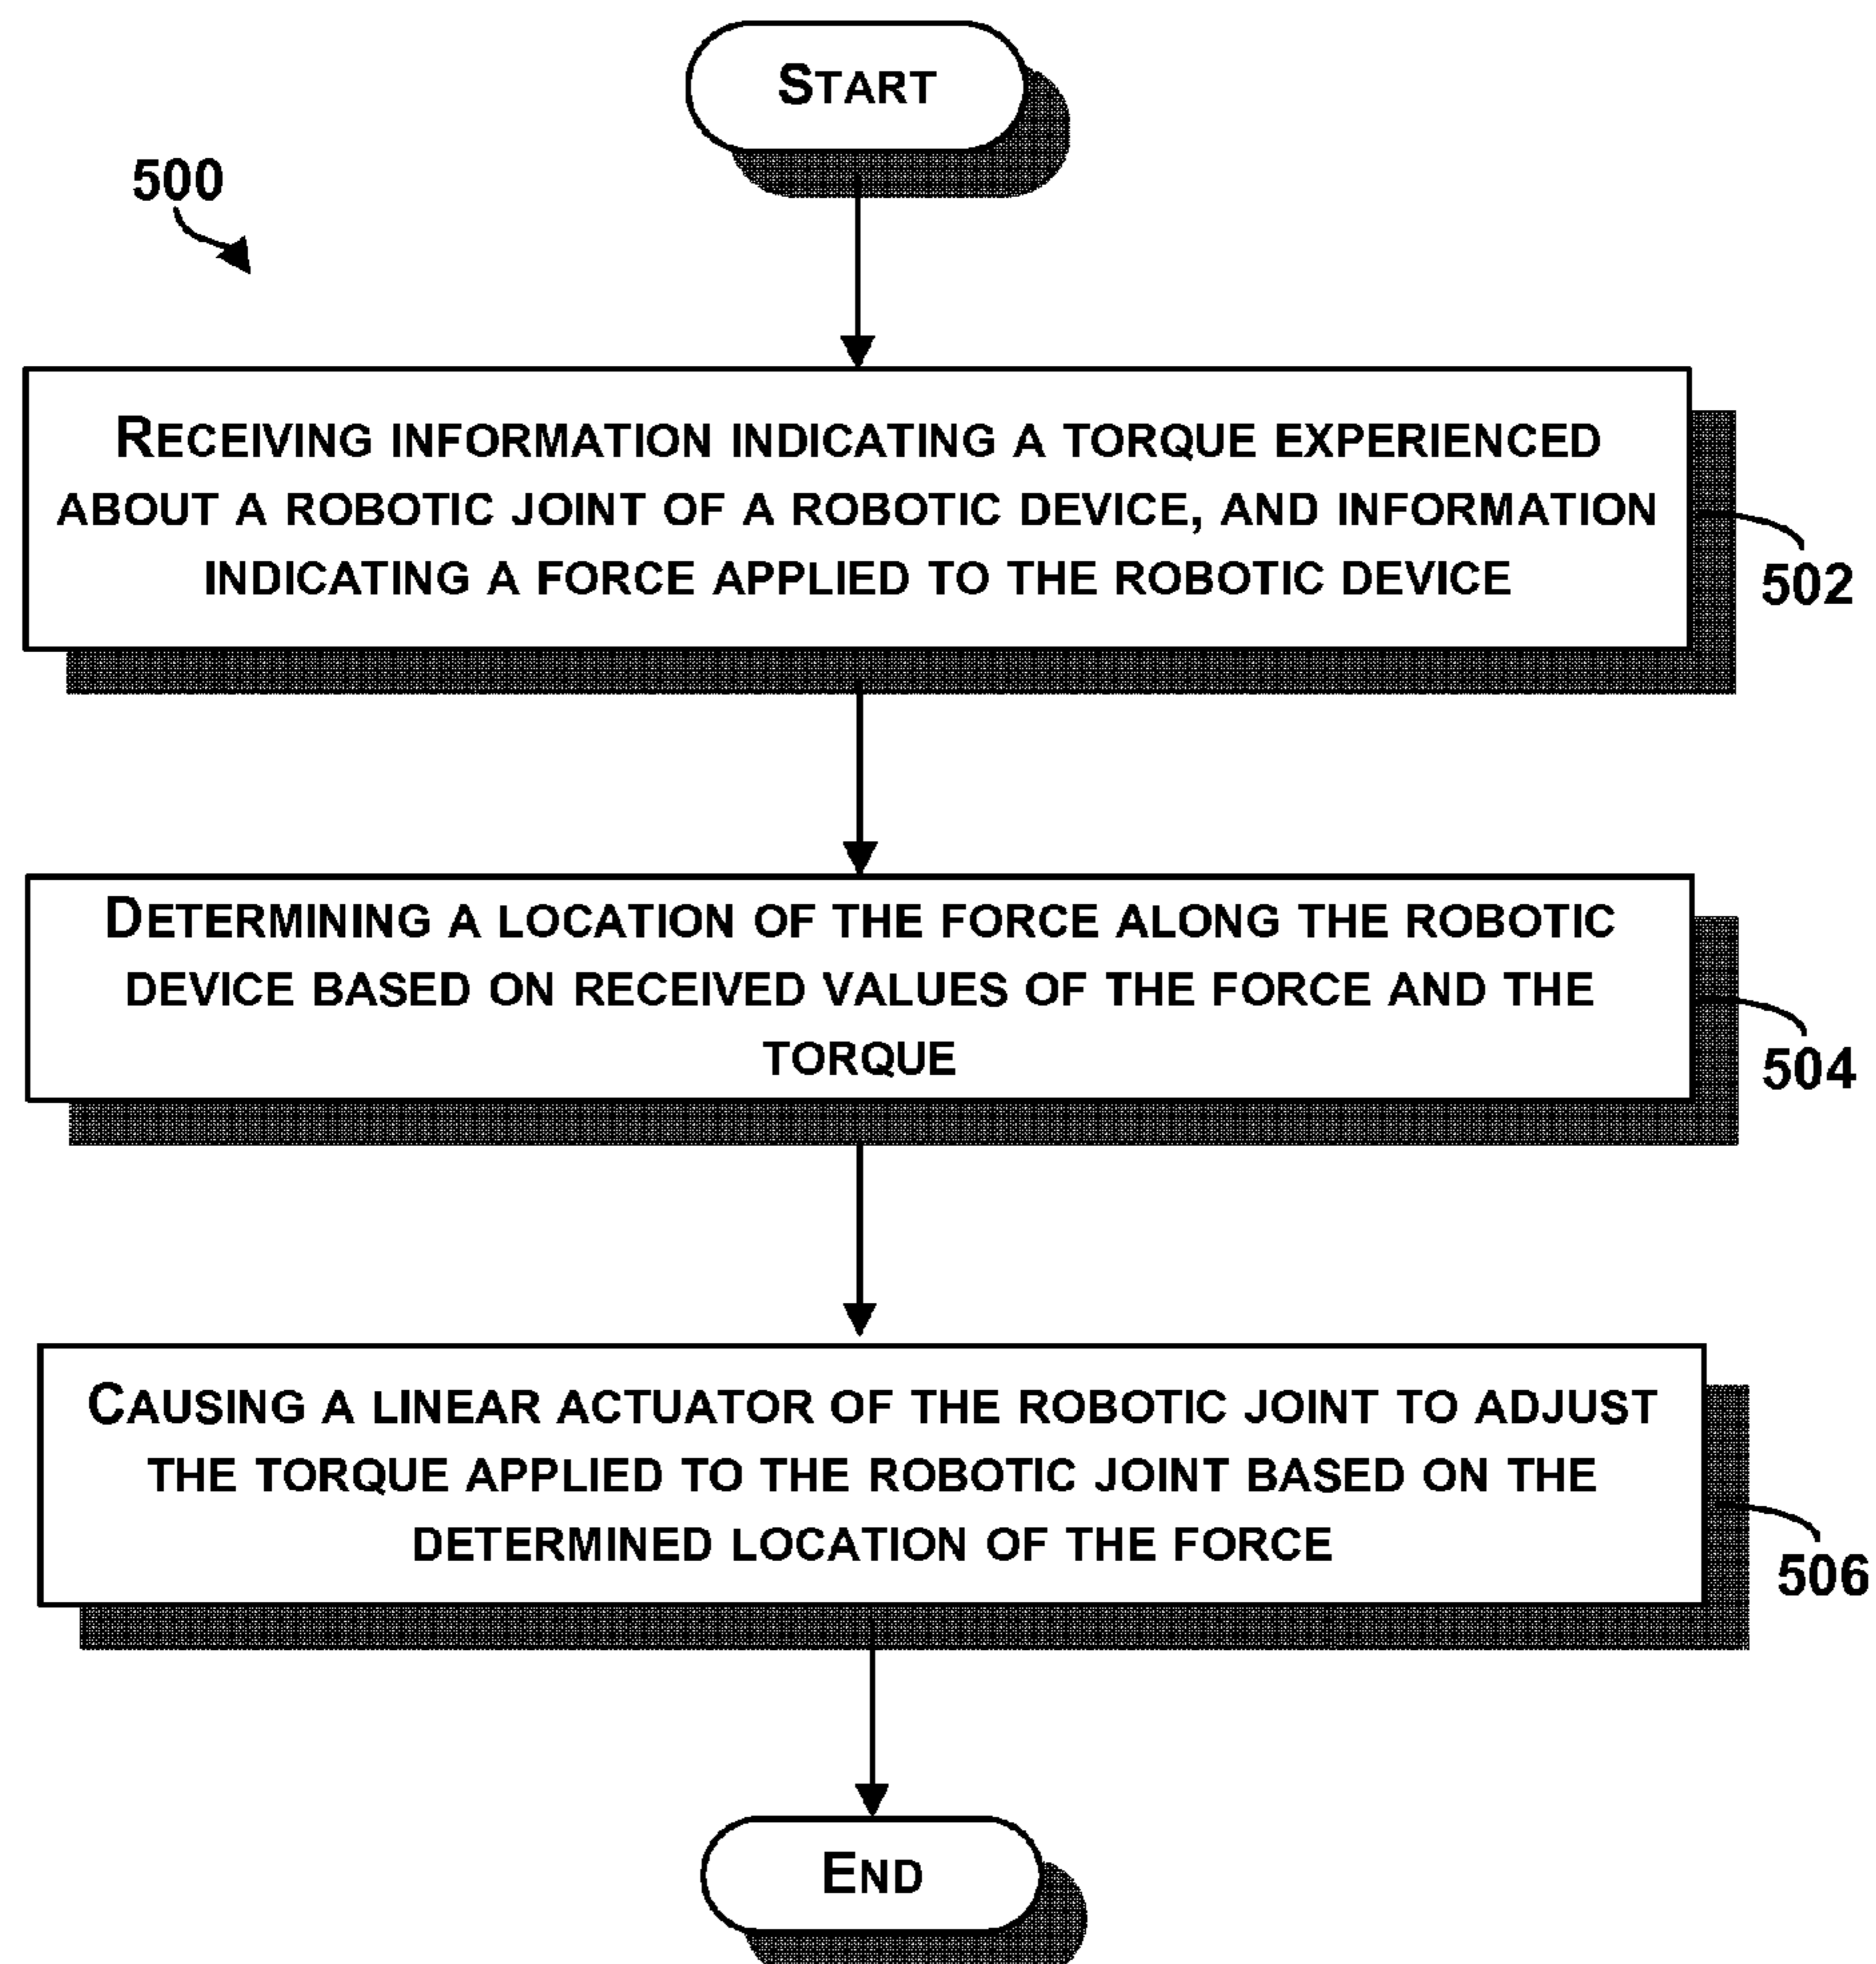 START
500
RECEIVING INFORMATION INDICATING A TORQUE EXPERIENCED
ABOUT A ROBOTIC JOINT OF A ROBOTIC DEVICE, AND INFORMATION
INDICATING A FORCE APPLIED TO THE ROBOTIC DEVICE
502
DETERMINING A LOCATION OF THE FORCE ALONG THE ROBOTIC
DEVICE BASED ON RECEIVED VALUES OF THE FORCE AND THE
TORQUE
504
CAUSING A LINEAR ACTUATOR OF THE ROBOTIC JOINT TO ADJUST
THE TORQUE APPLIED TO THE ROBOTIC JOINT BASED ON THE
DETERMINED LOCATION OF THE FORCE
506
END